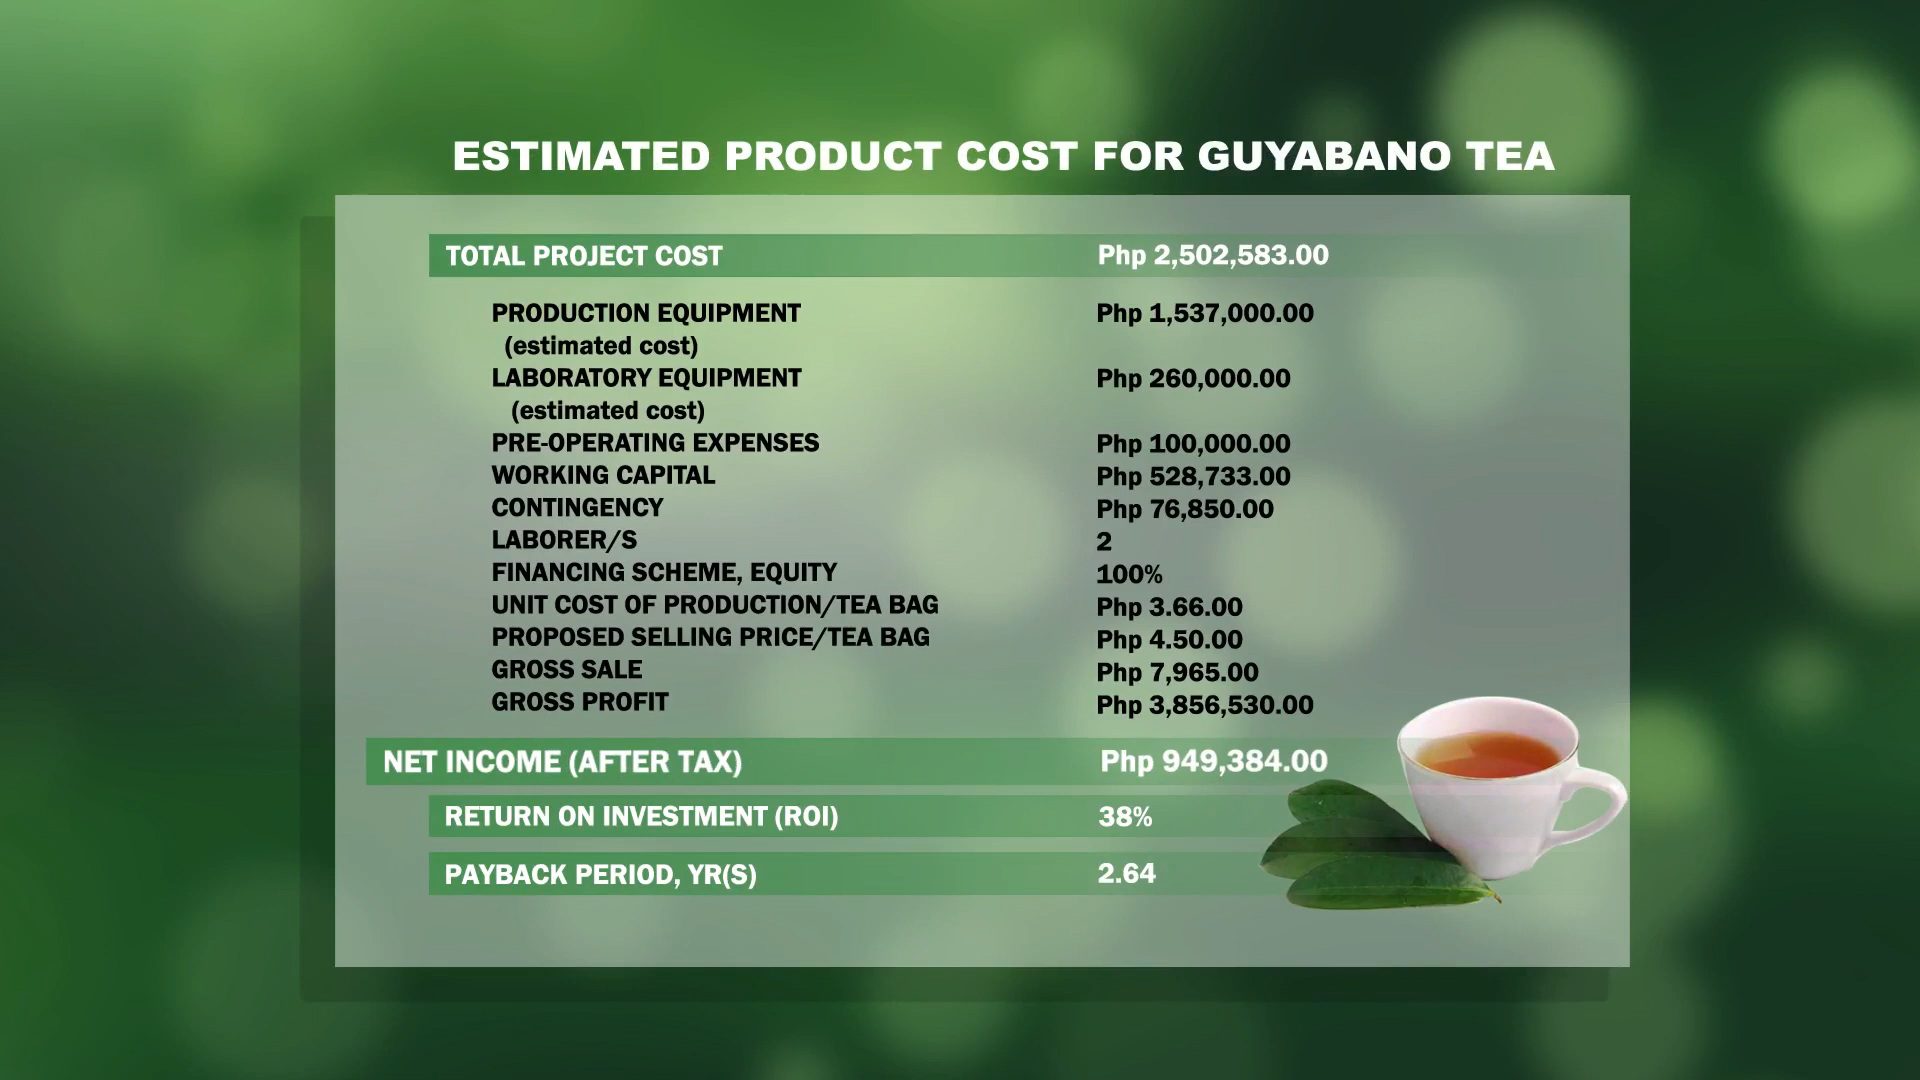 ESTIMATED PRODUCT COST FOR GUYABANO TEA
TOTAL PROJECT COST Php 2,502,583.00
PRODUCTION EQUIPMENT Php 1,537,000.00
(estimated cost)
LABORATORY EQUIPMENT Php 260,000.00
(estimated cost)
PRE-OPERATING EXPENSES Php 100,000.00
WORKING CAPITAL Php 528,733.00
CONTINGENCY Php 76,850.00
LABORER/S 2
FINANCING SCHEME, EQUITY 100%
UNIT COST OF PRODUCTION/TEA BAG Php 3.66.00
PROPOSED SELLING PRICE/TEA BAG Php 4.50.00
GROSS SALE Php 7,965.00
GROSS PROFIT Php 3,856,530.00
NET INCOME (AFTER TAX) Php 949,384.00
RETURN ON INVESTMENT (ROI) 38%
PAYBACK PERIOD, YR(S) 2.64